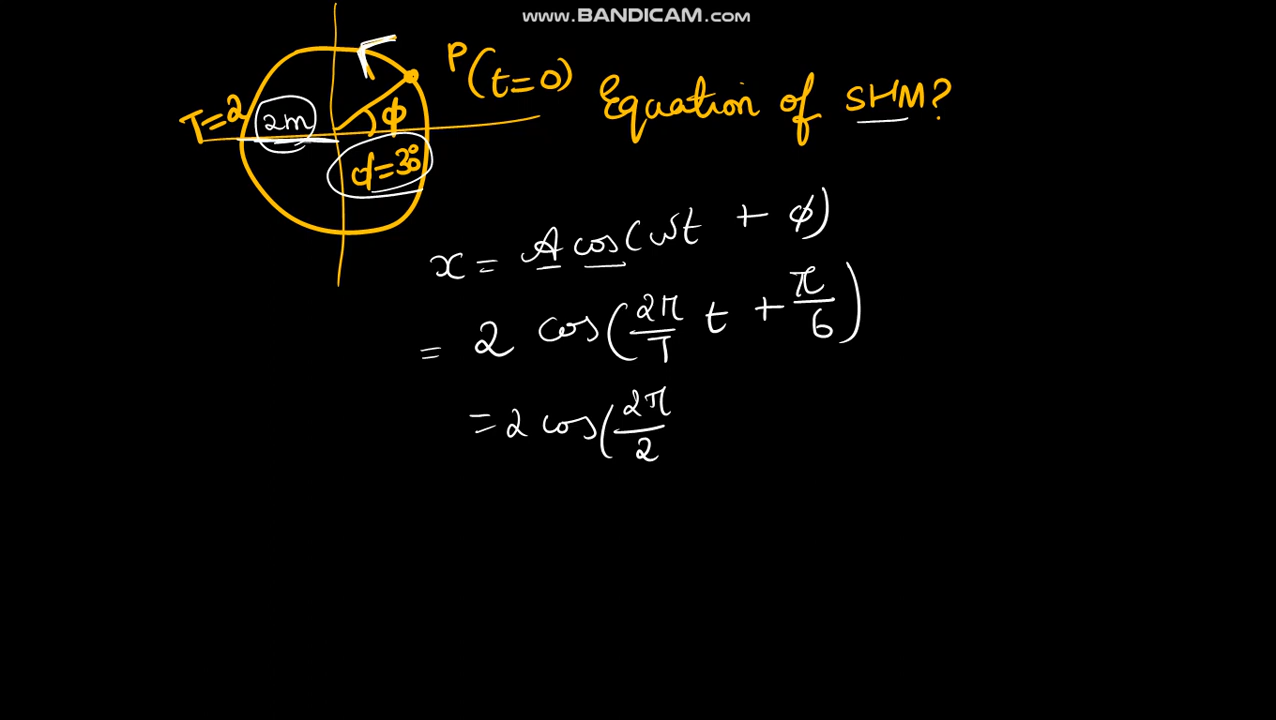 www.BANDICAM.com
P(t=0)
Equation of SHM?
T=2
2m
ϕ
ϕ=30°
x = A cos(ωt + ϕ)
= 2 cos(2π/T t + π/6)
= 2 cos(2π/2